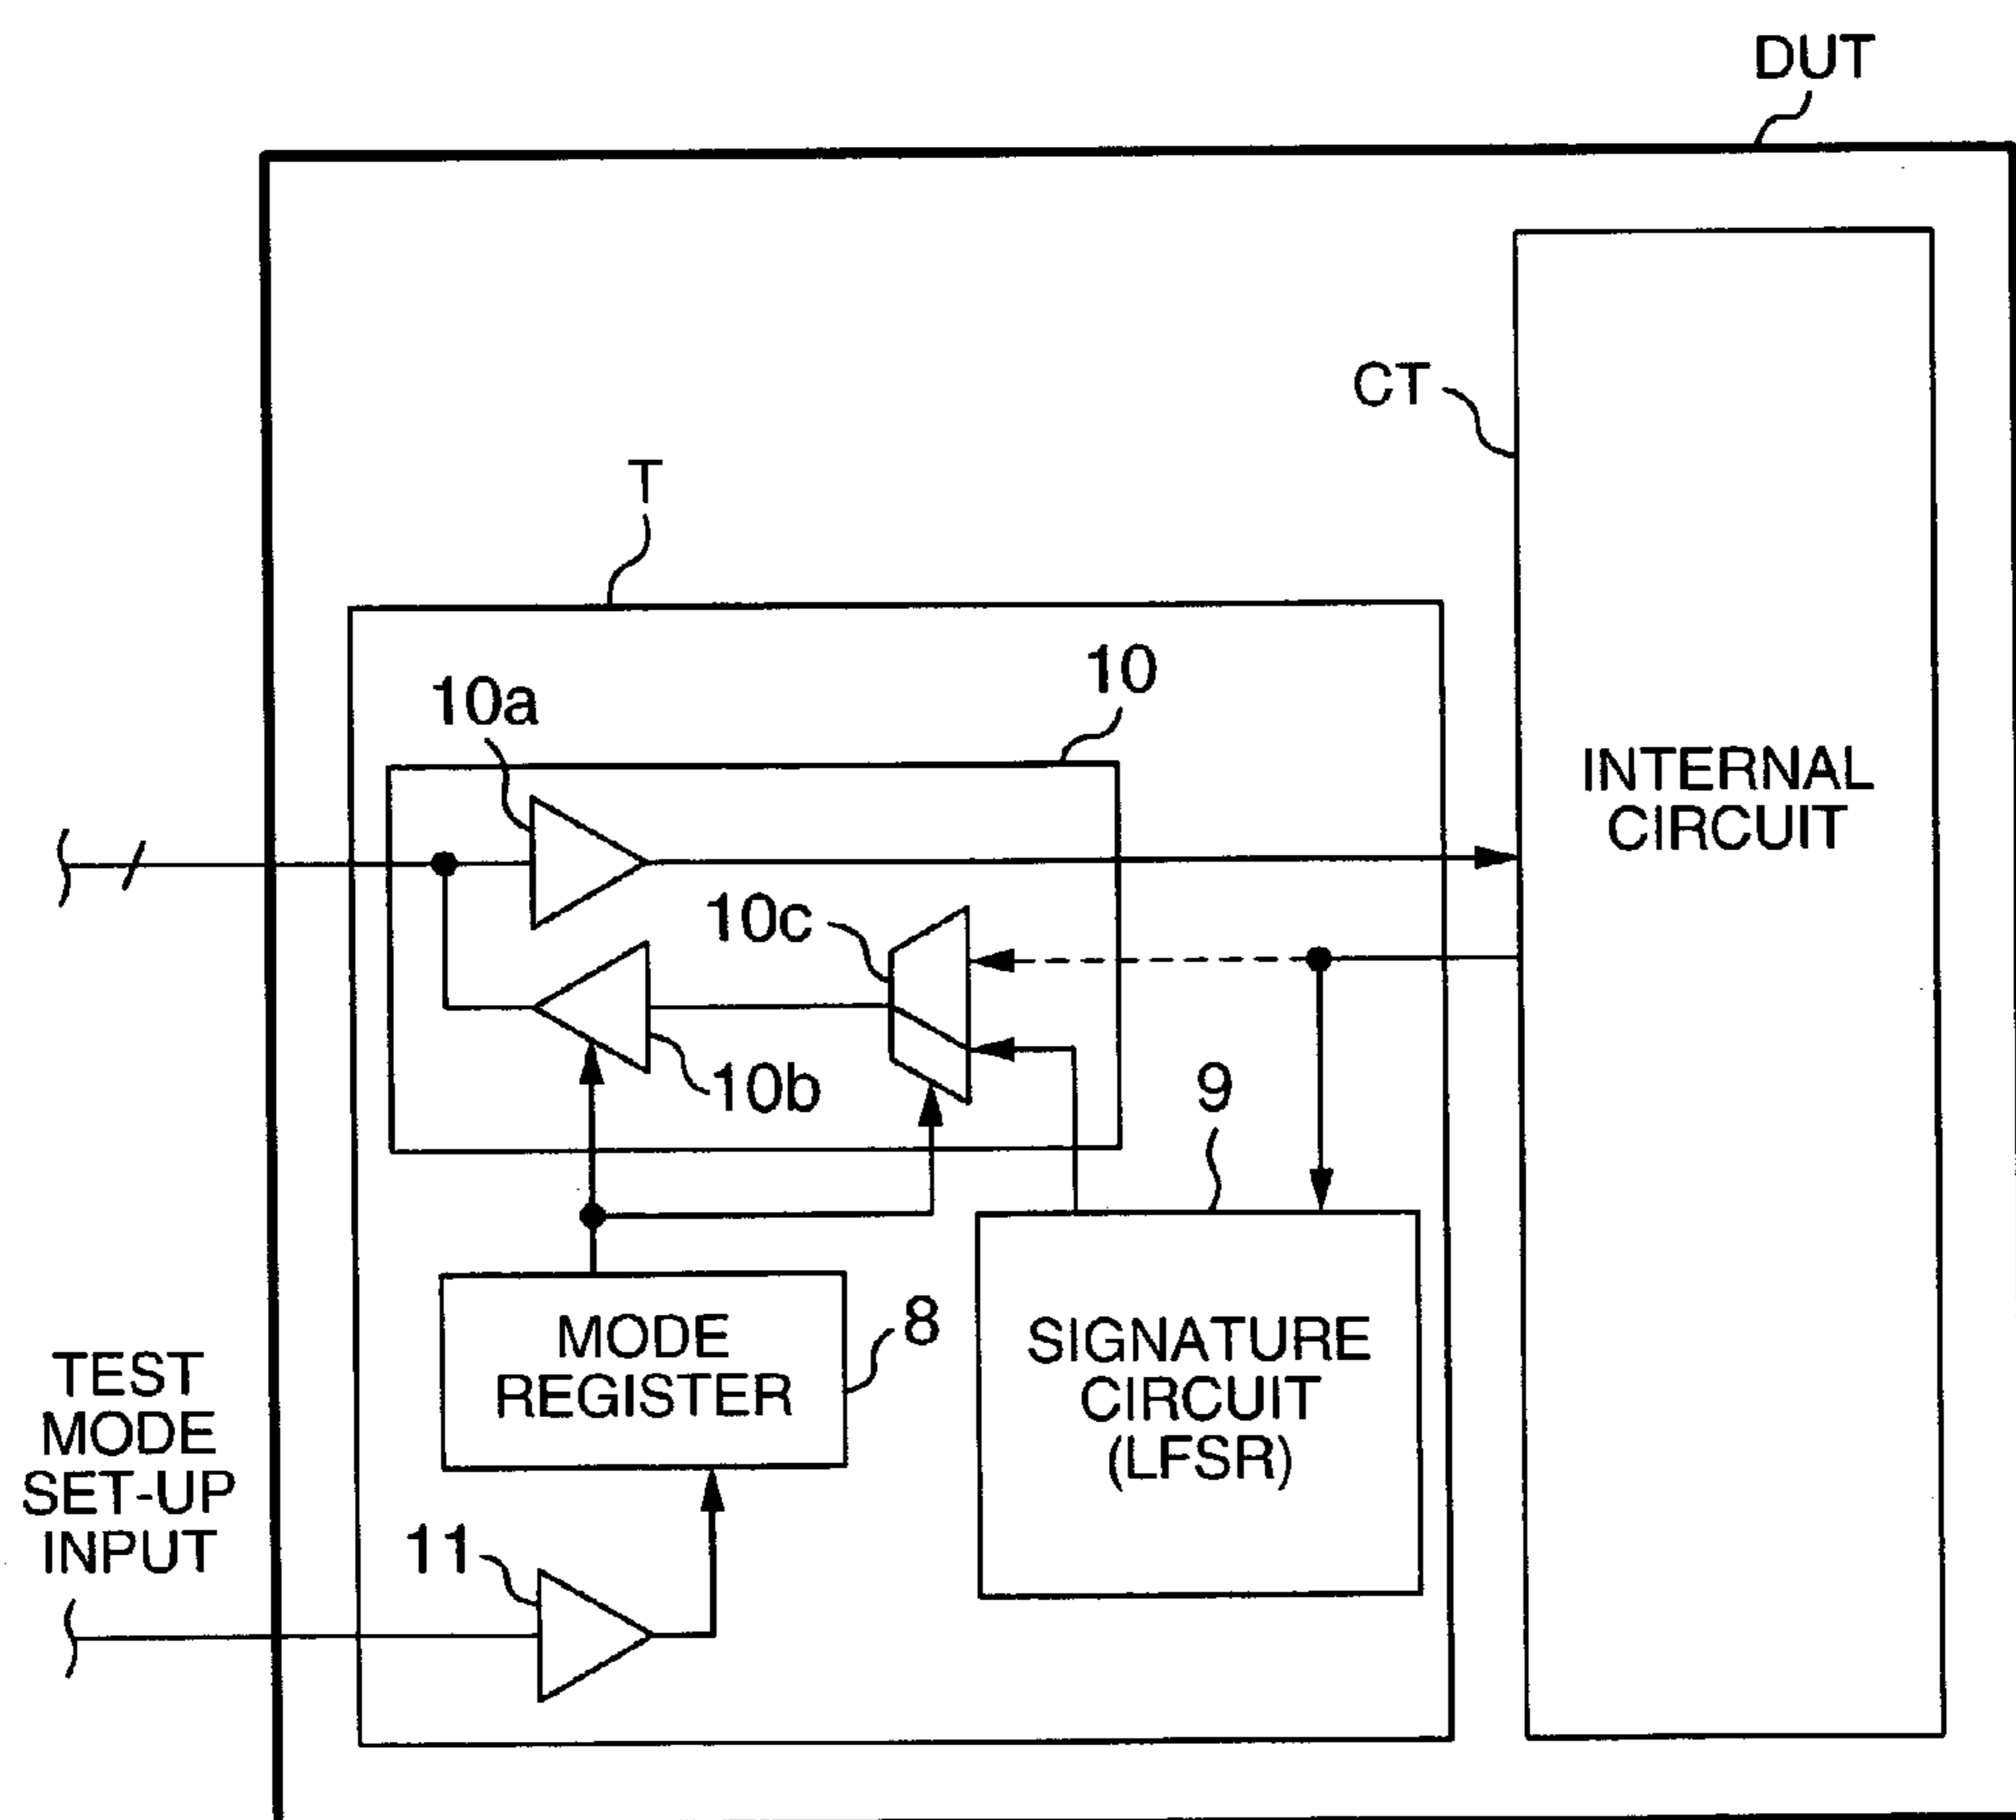 DUT
CT
T
10
10a
INTERNAL
CIRCUIT
10c
10b
9
MODE
REGISTER
8
SIGNATURE
CIRCUIT
(LFSR)
TEST
MODE
SET-UP
INPUT
11